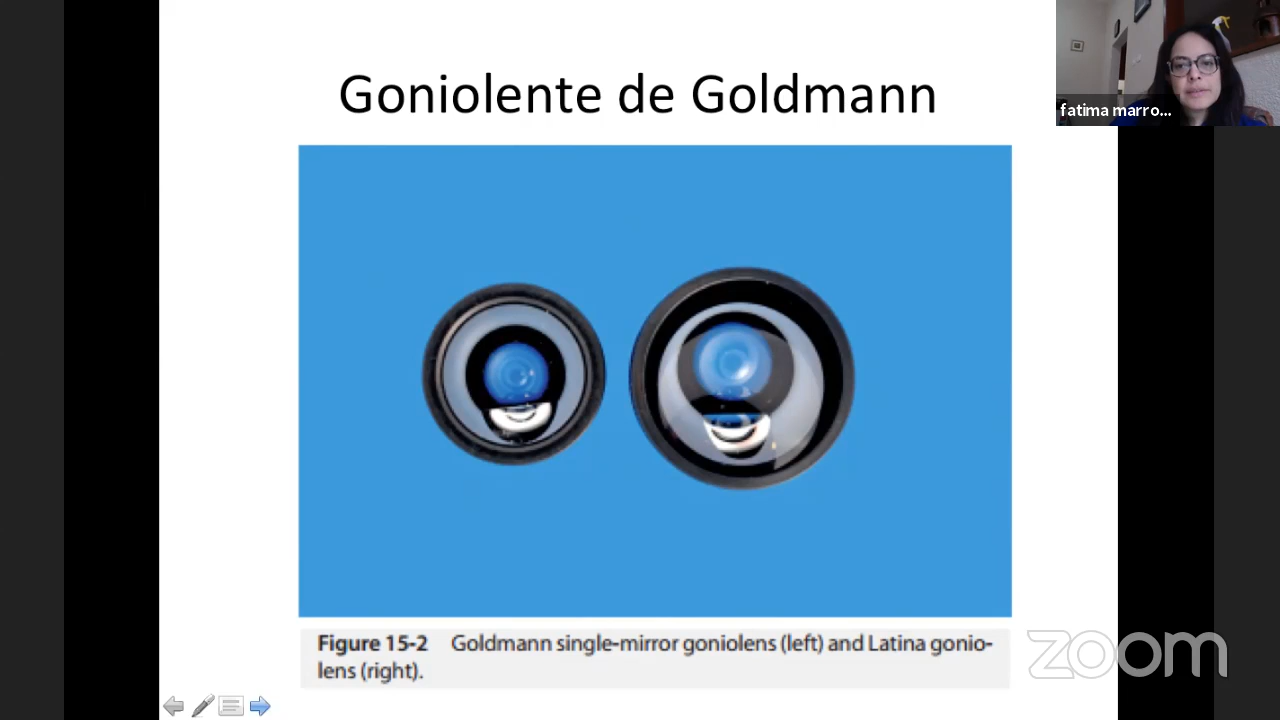 Goniolente de Goldmann
fatima marro...
Figure 15-2 Goldmann single-mirror goniolens (left) and Latina gonio-
lens (right).
zoom